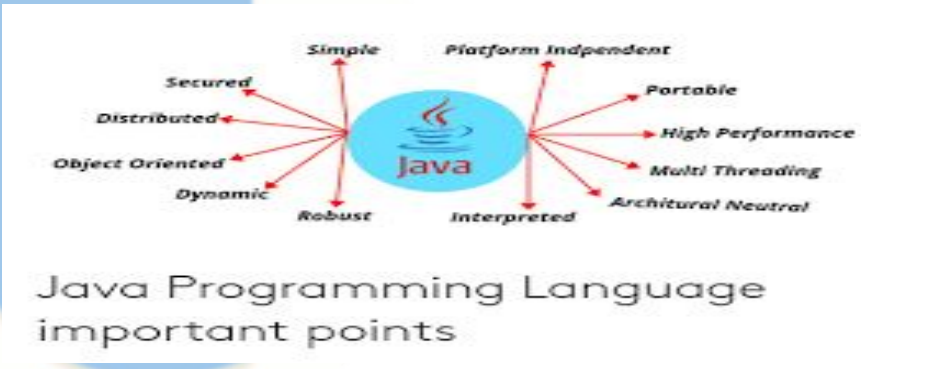 Simple
Platform Indpendent
Secured
Portable
Distributed
High Performance
Object Oriented
Multi Threading
Dynamic
Architural Neutral
Robust
Interpreted
Java
Java Programming Language
important points